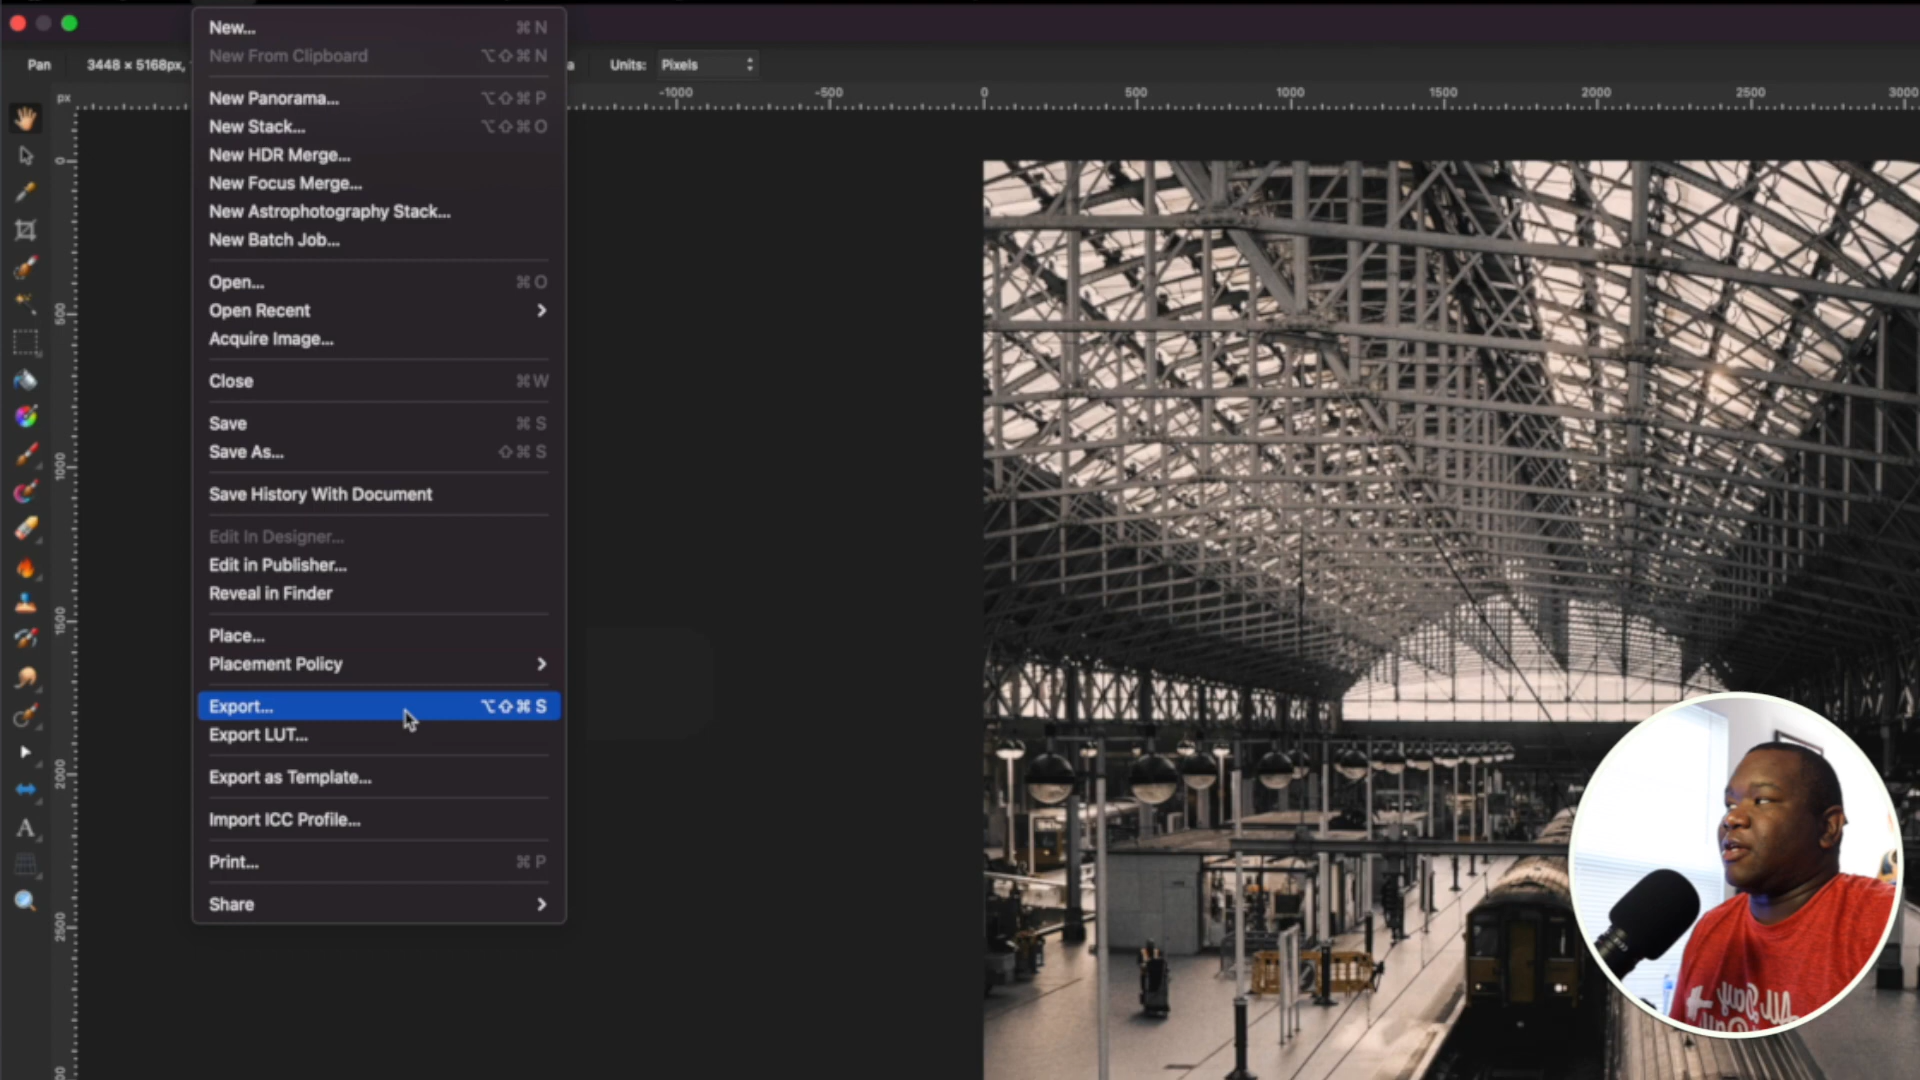 New... ⌘ N
New From Clipboard ⌥⇧⌘ N
Pan 3448 × 5168px, Units: Pixels
px -1000 -500 0 500 1000 1500 2000 2500 3000
New Panorama... ⌥⇧⌘ P
New Stack... ⌥⇧⌘ O
New HDR Merge...
New Focus Merge...
New Astrophotography Stack...
New Batch Job...
Open... ⌘ O
Open Recent
Acquire Image...
Close ⌘ W
Save ⌘ S
Save As... ⇧⌘ S
Save History With Document
Edit In Designer...
Edit in Publisher...
Reveal in Finder
Place...
Placement Policy
Export... ⌥⇧⌘ S
Export LUT...
Export as Template...
Import ICC Profile...
Print... ⌘ P
Share
0
500
1000
1500
2000
2500